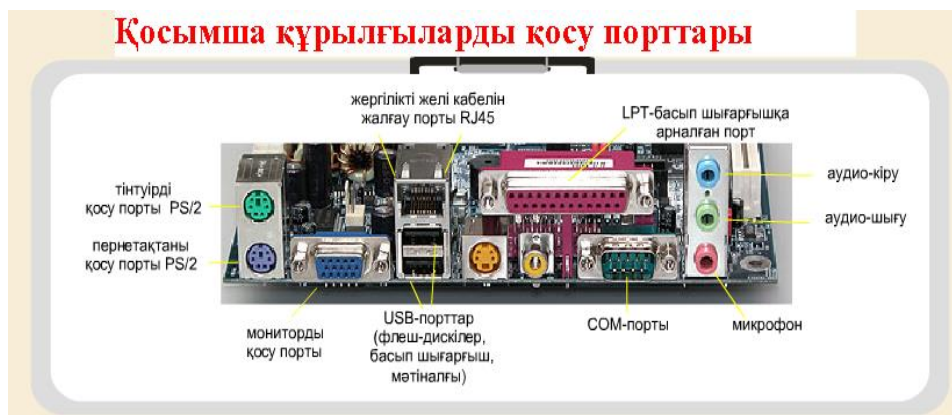 Қосымша құрылғыларды қосу порттары
жергілікті желі кабелін
жалғау порты RJ45
LPT-басып шығарғышқа
арналған порт
тінтуірді
қосу порты PS/2
пернетақтаны
қосу порты PS/2
аудио-кіру
аудио-шығу
мониторды
қосу порты
USB-порттар
(флеш-дискілер,
басып шығарғыш,
мәтіналғы)
COM-порты
микрофон